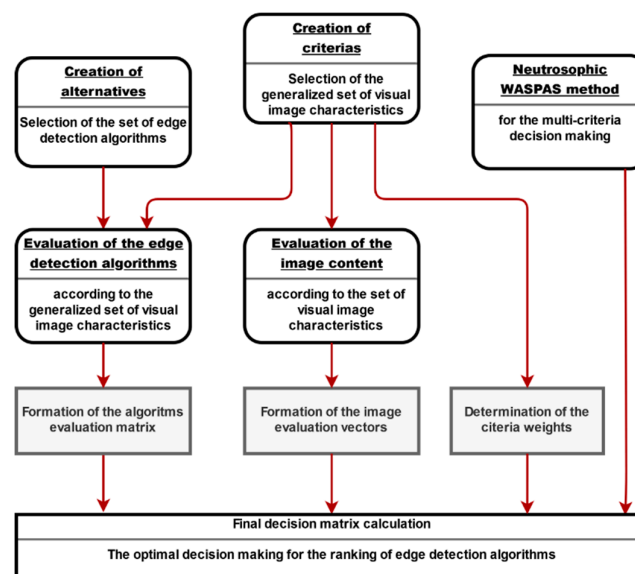 Creation of
alternatives
Selection of the set of edge
detection algorithms
Creation of
criterias
Selection of the
generalized set of visual
image characteristics
Neutrosophic
WASPAS method
for the multi-criteria
decision making
Evaluation of the edge
detection algorithms
according to the
generalized set of visual
image characteristics
Evaluation of the
image content
according to the set of
visual image
characteristics
Formation of the algoritms
evaluation matrix
Formation of the image
evaluation vectors
Determination of the
citeria weights
Final decision matrix calculation
The optimal decision making for the ranking of edge detection algorithms